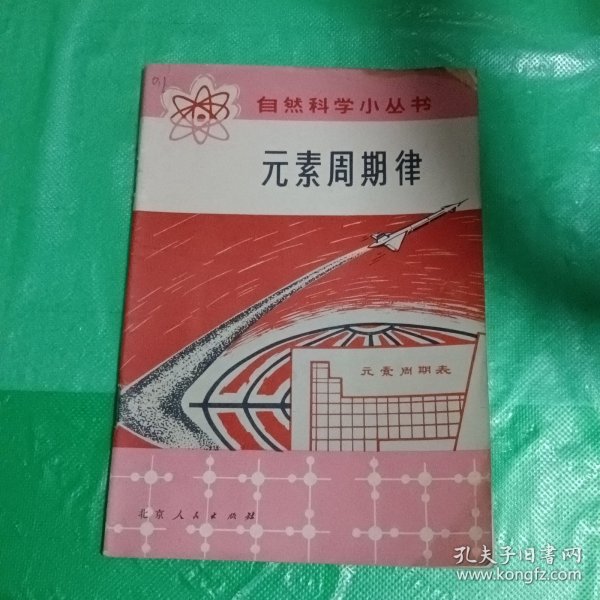 91
自然科学小丛书
元素周期律
元素周期表
北京人民出版社
孔夫子旧书网
www.kongfz.com